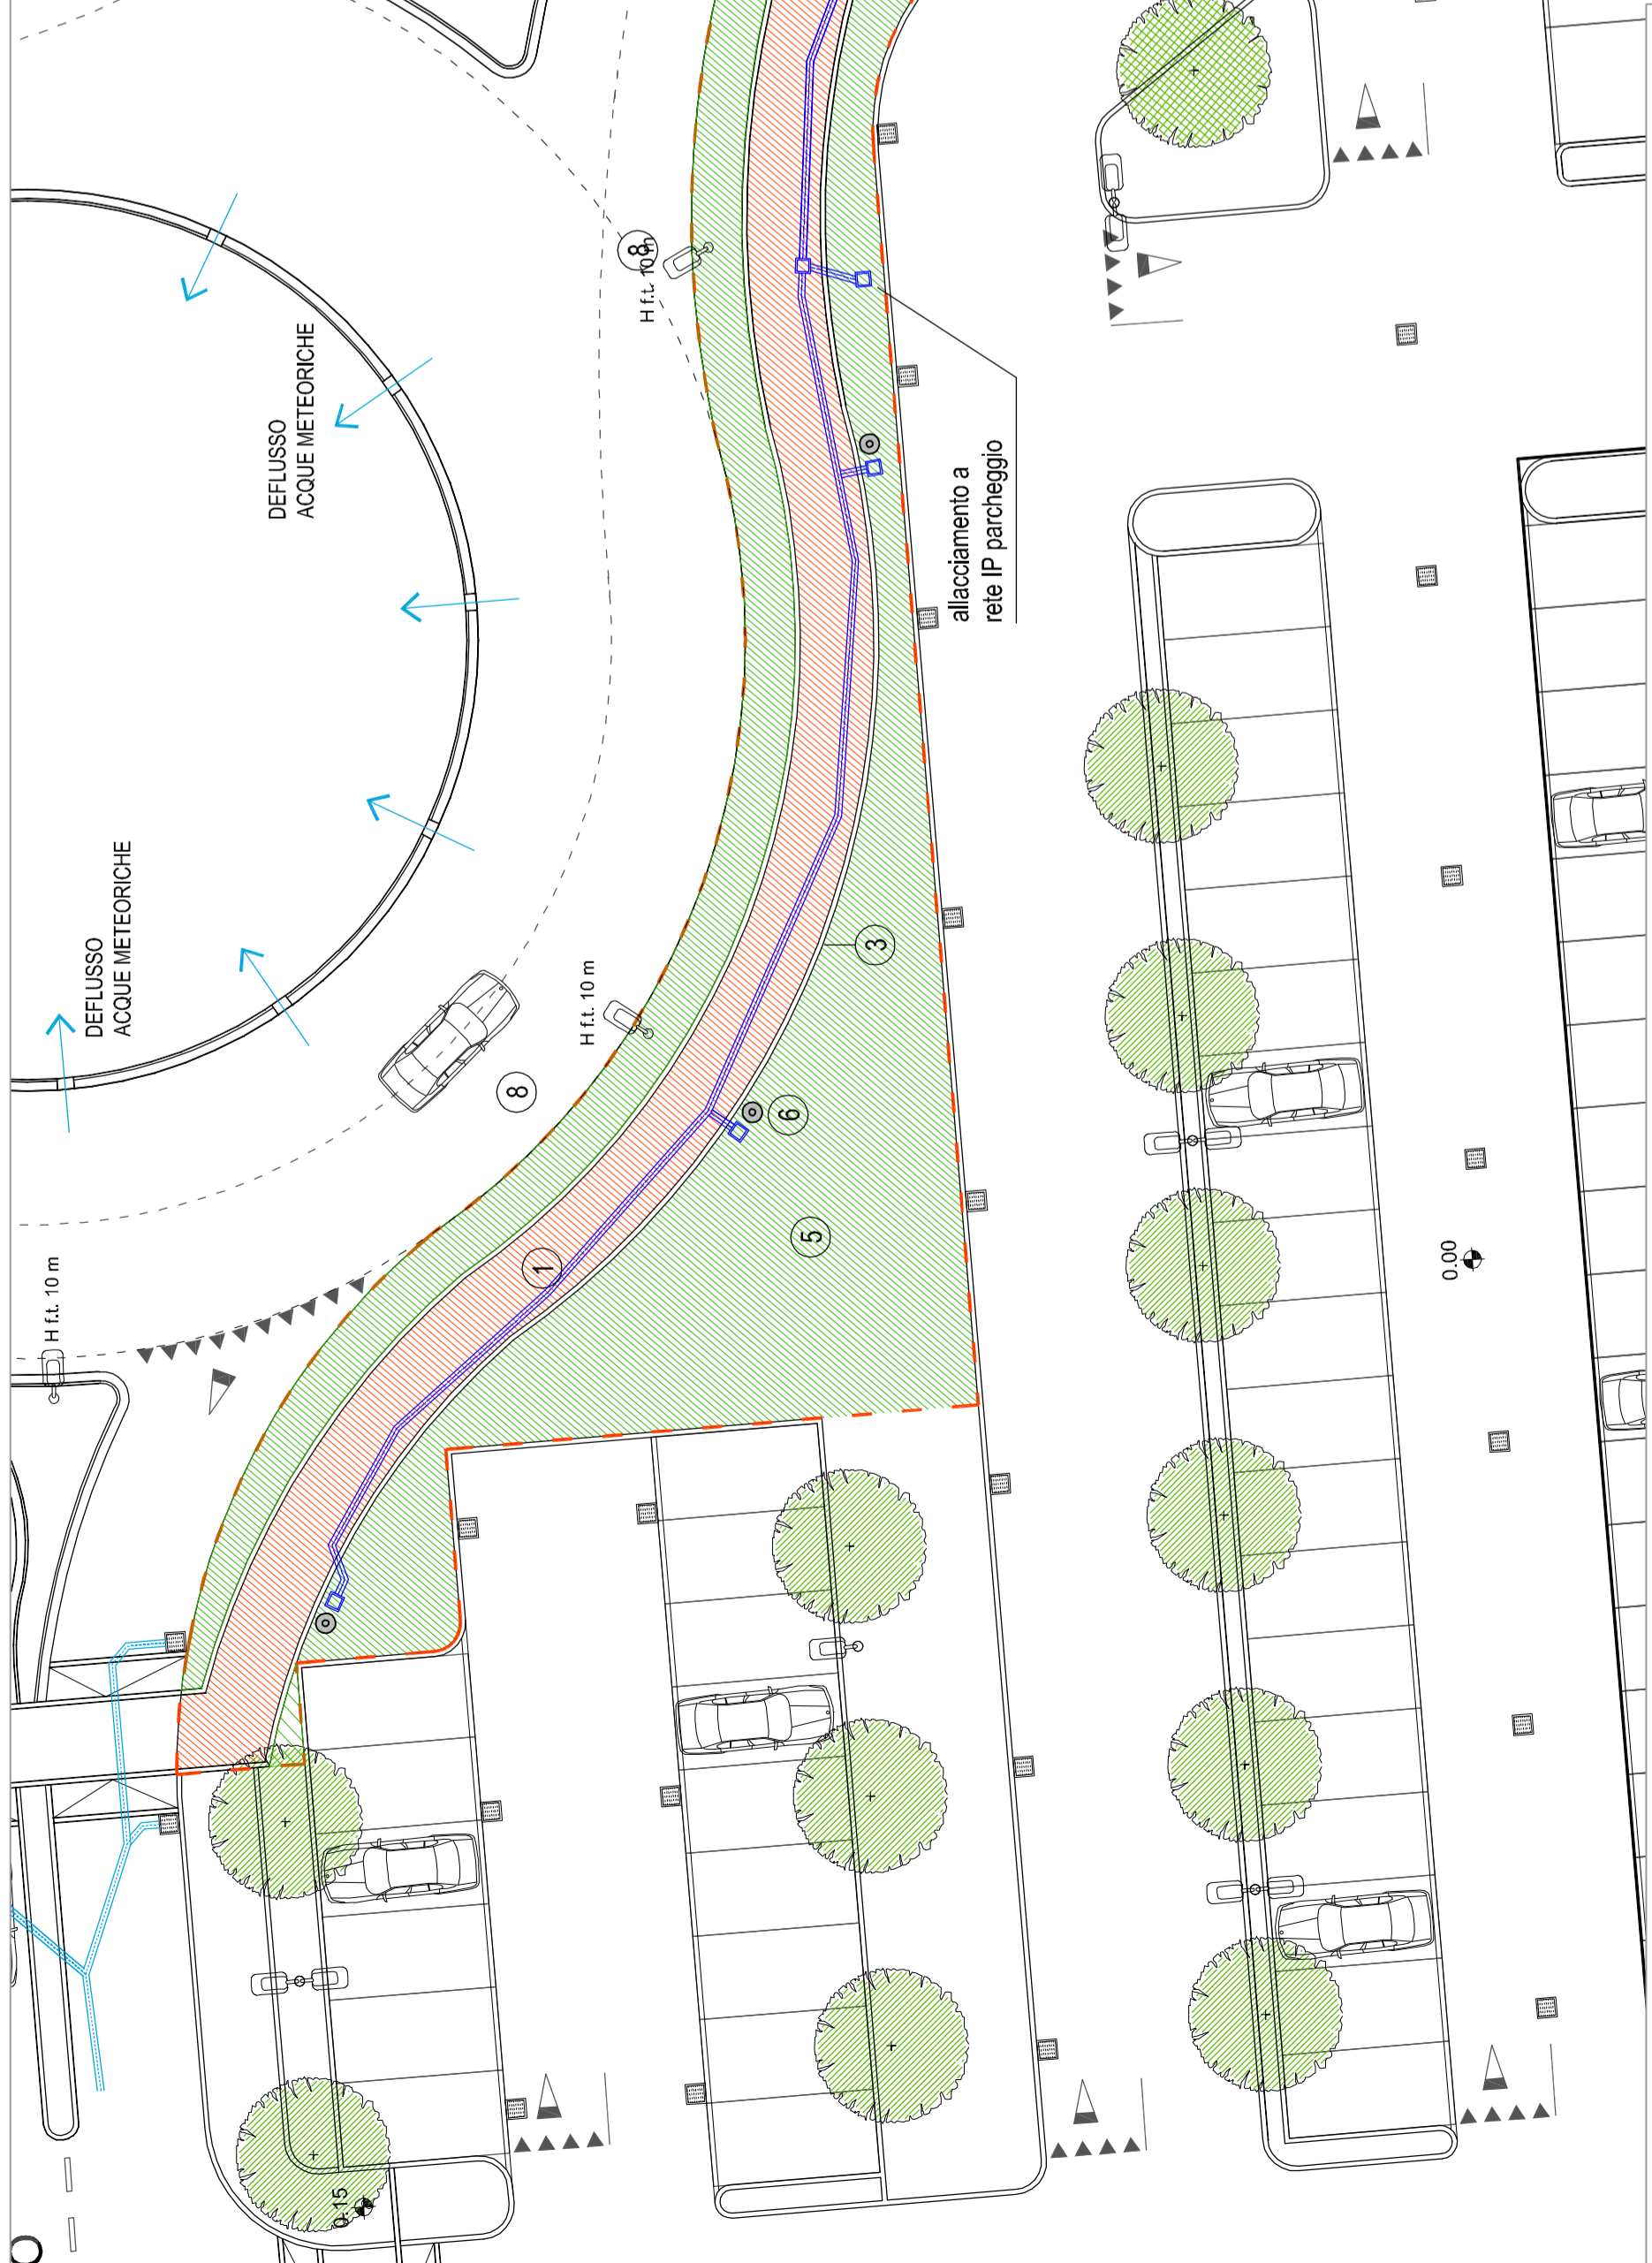 8
H f.t. 10 m
DEFLUSSO
ACQUE METEORICHE
allacciamento a
rete IP parcheggio
DEFLUSSO
ACQUE METEORICHE
3
H f.t. 10 m
8
6
5
1
H f.t. 10 m
0.00
0.15
O